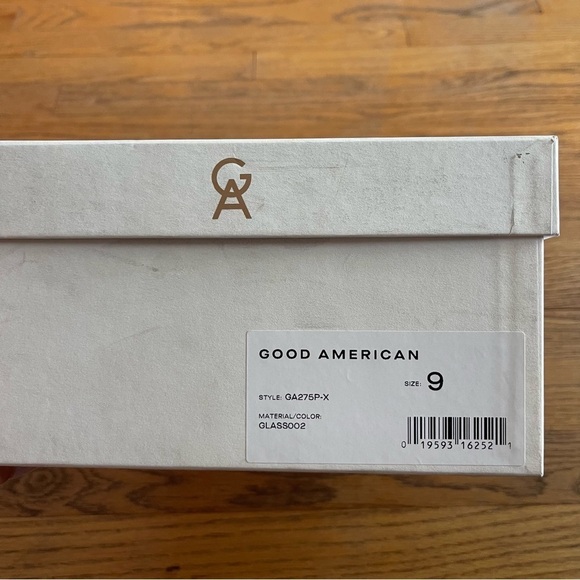 GA
GOOD AMERICAN
SIZE: 9
STYLE: GA275P-X
MATERIAL/COLOR:
GLASS002
0 19593 16252 1